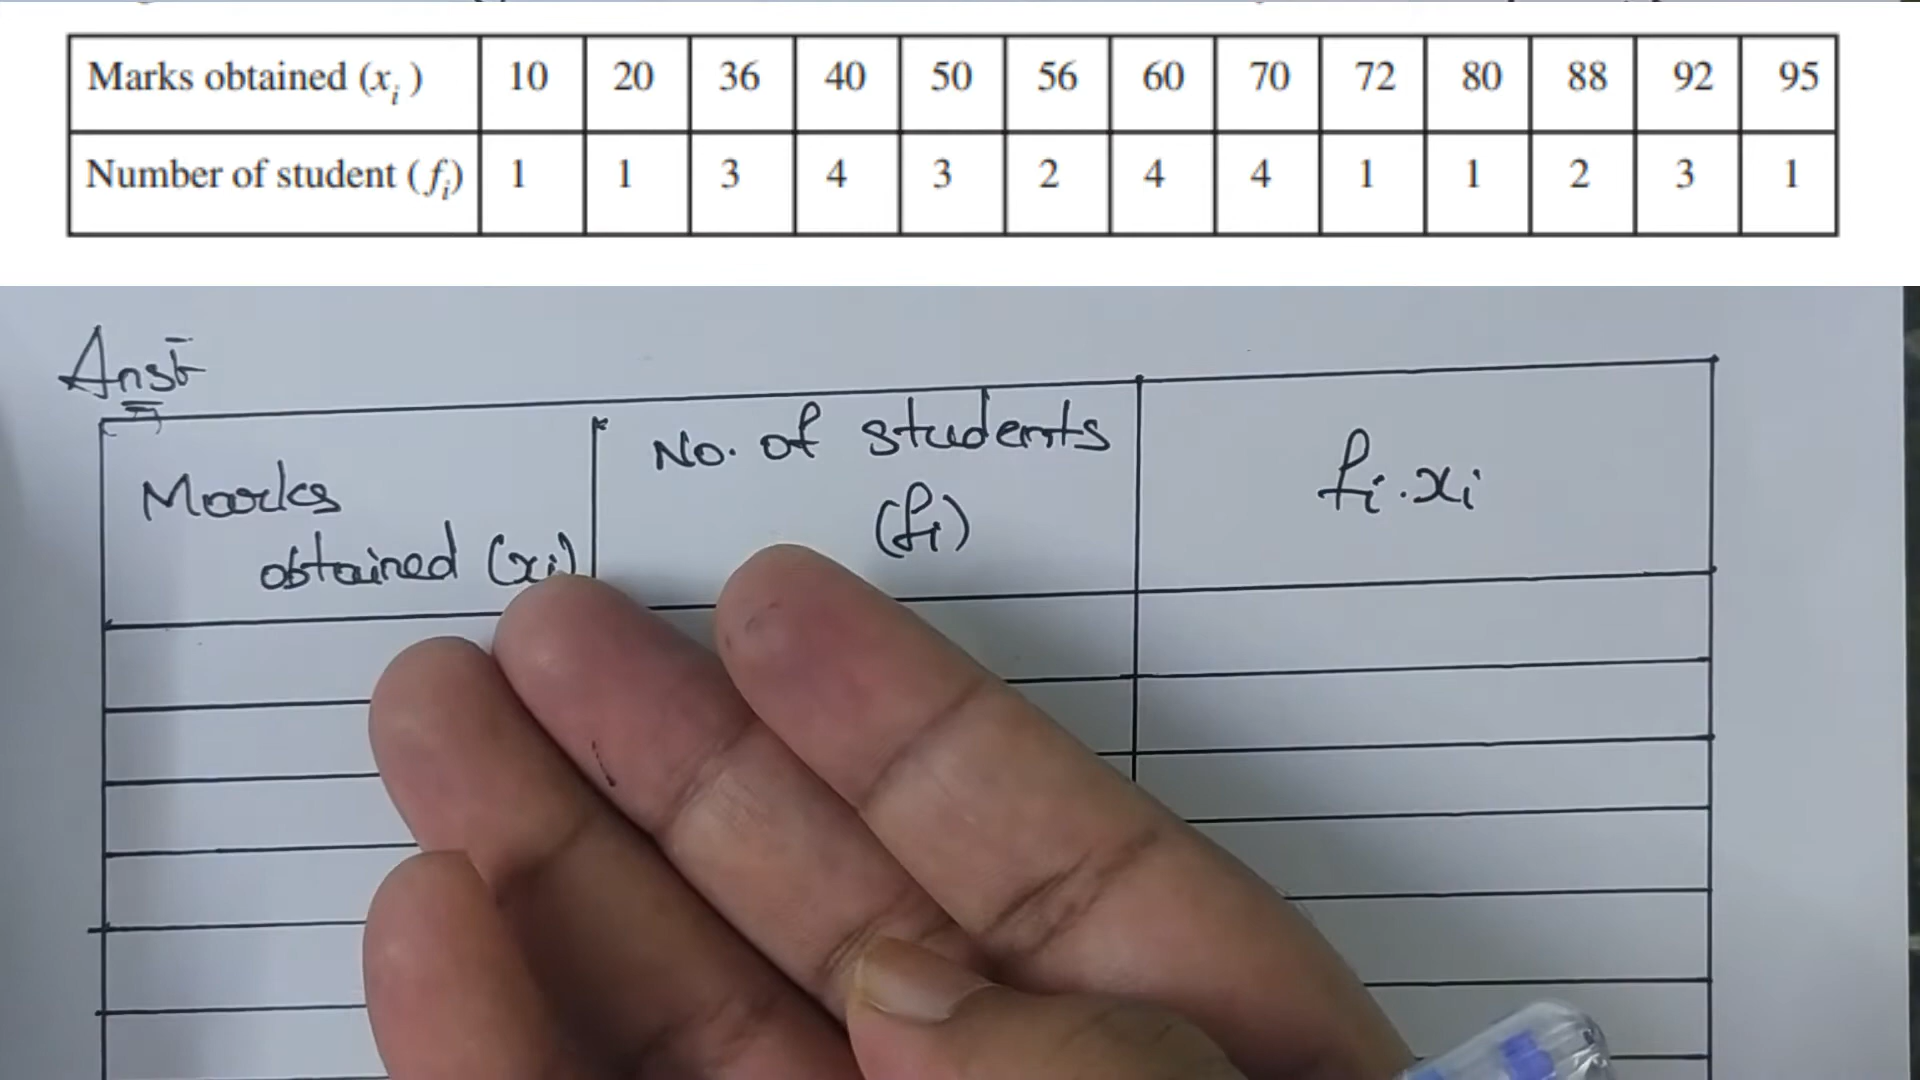 Marks obtained (xᵢ) 10 20 36 40 50 56 60 70 72 80 88 92 95
Number of student (fᵢ) 1 1 3 4 3 2 4 4 1 1 2 3 1
Ans:-
Marks
obtained (xi)
No. of students
(fi)
fi.xi